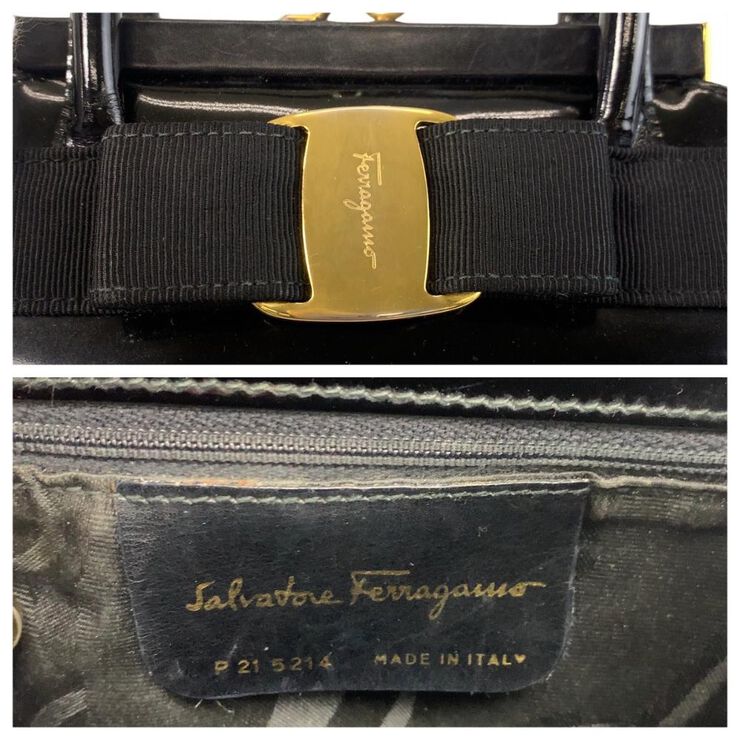 Ferragamo
Salvatore Ferragamo
P 21 5214 MADE IN ITALY